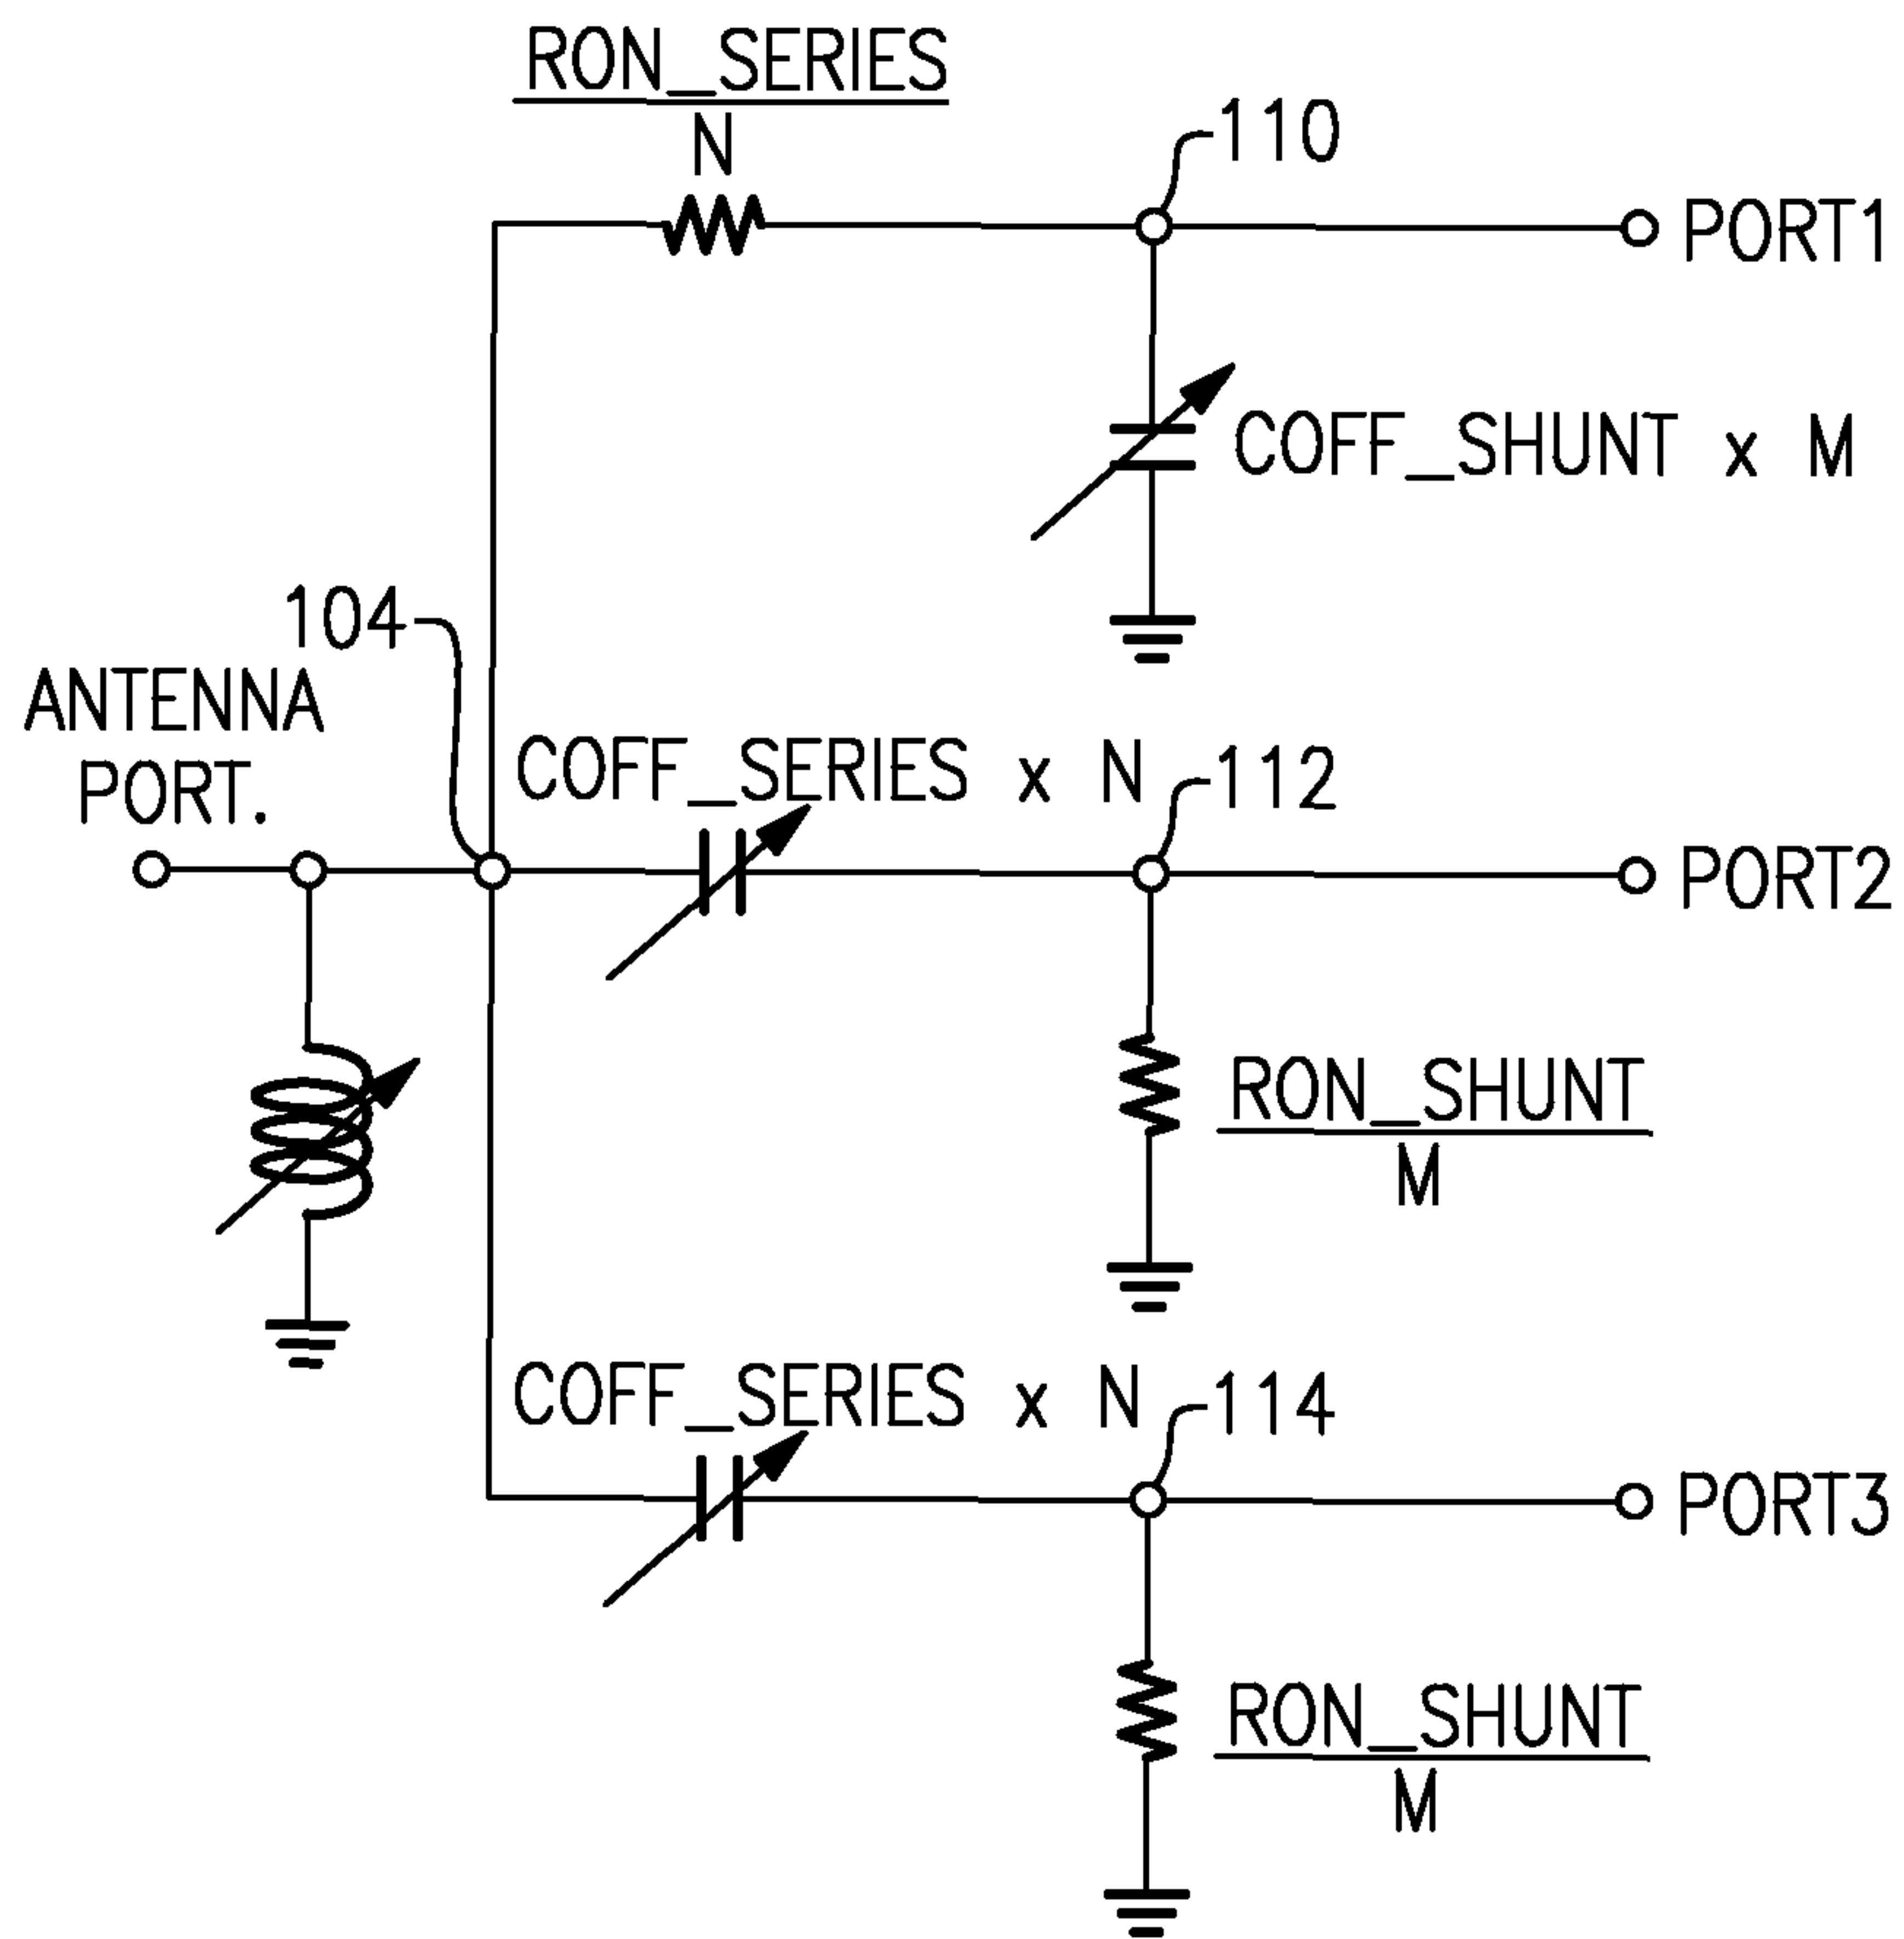 RON_SERIES
N
110
PORT1
COFF_SHUNT x M
104
ANTENNA
PORT.
COFF_SERIES x N
112
PORT2
RON_SHUNT
M
COFF_SERIES x N
114
PORT3
RON_SHUNT
M